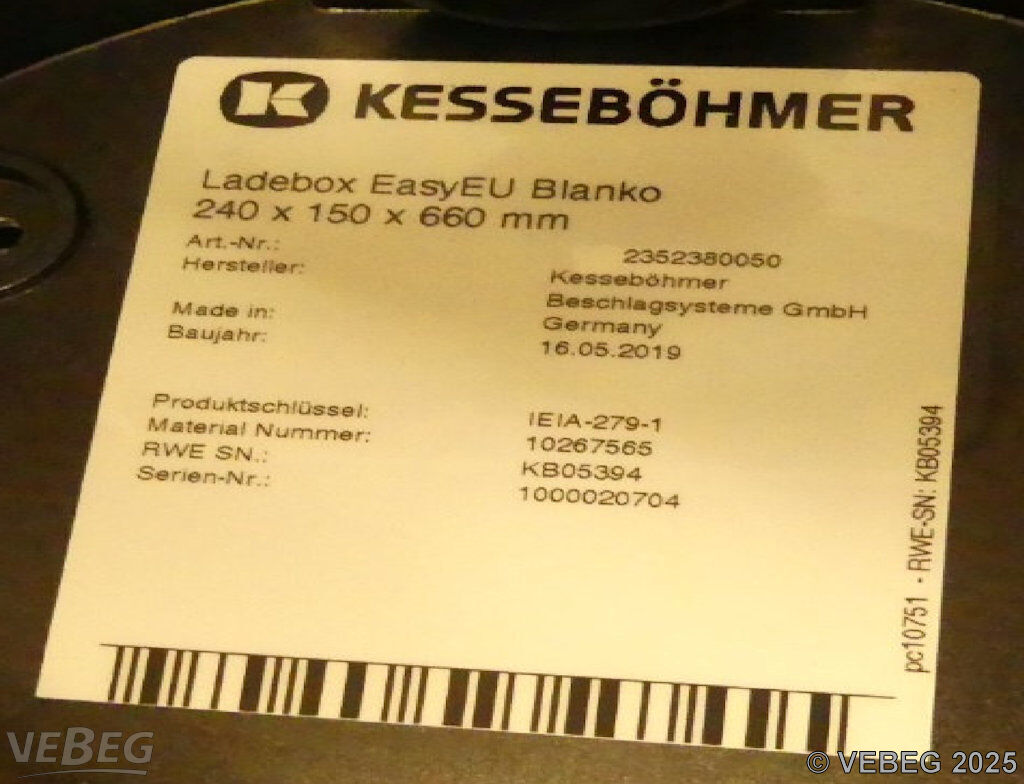 KESSEBÖHMER
Ladebox EasyEU Blanko
240 x 150 x 660 mm
Art.-Nr.: 2352380050
Hersteller: Kesseböhmer
Beschlagsysteme GmbH
Made in: Germany
Baujahr: 16.05.2019
Produktschlüssel: IEIA-279-1
Material Nummer: 10267565
RWE SN.: KB05394
Serien-Nr.: 1000020704
pc10751 - RWE-SN: KB05394
VEBEG
© VEBEG 2025